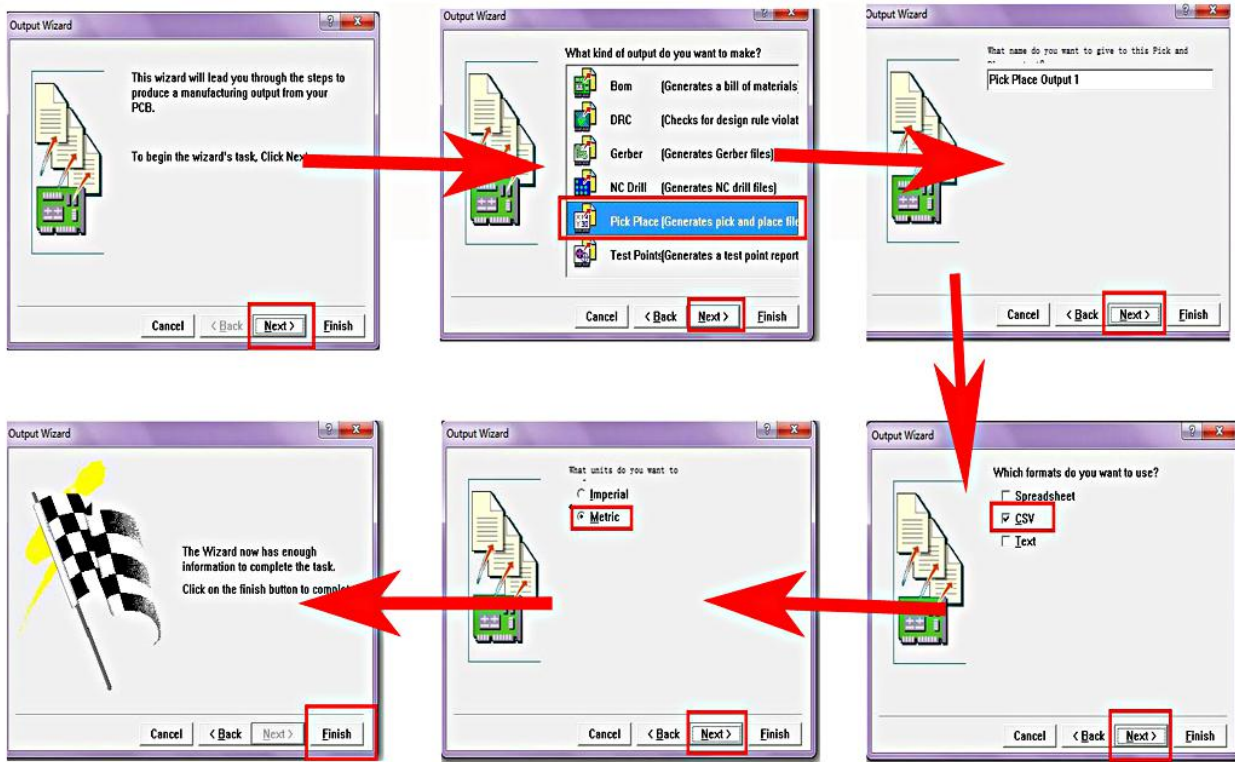 Output Wizard
This wizard will lead you through the steps to
produce a manufacturing output from your
PCB.
To begin the wizard's task, Click Next
Cancel
< Back
Next >
Finish
Output Wizard
What kind of output do you want to make?
Bom (Generates a bill of materials)
DRC (Checks for design rule violat
Gerber (Generates Gerber files)
NC Drill (Generates NC drill files)
Pick Place (Generates pick and place file
Test Points (Generates a test point report
Cancel
< Back
Next >
Finish
Output Wizard
What name do you want to give to this Pick and
Pick Place Output 1
Cancel
< Back
Next >
Finish
Output Wizard
Which formats do you want to use?
Spreadsheet
CSV
Text
Cancel
< Back
Next >
Finish
Output Wizard
What units do you want to
Imperial
Metric
Cancel
< Back
Next >
Finish
Output Wizard
The Wizard now has enough
information to complete the task.
Click on the finish button to complete
Cancel
< Back
Next >
Finish